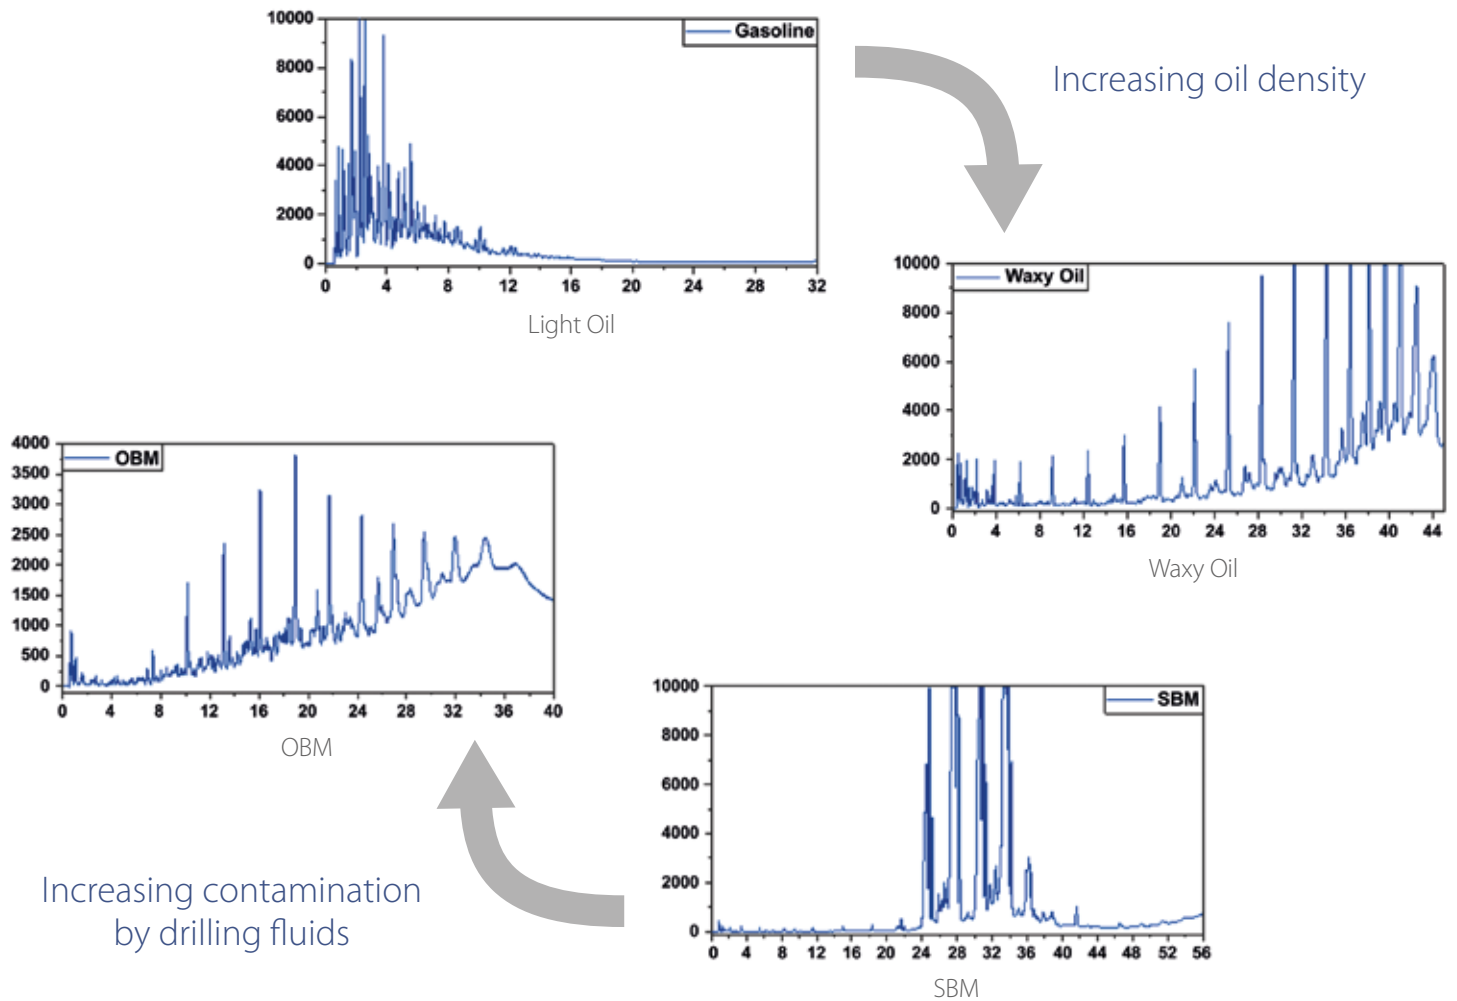 10000
8000
6000
4000
2000
0
Gasoline
0 4 8 12 16 20 24 28 32
Light Oil
Increasing oil density
10000
8000
6000
4000
2000
0
Waxy Oil
0 4 8 12 16 20 24 28 32 36 40 44
Waxy Oil
4000
3500
3000
2500
2000
1500
1000
500
0
OBM
0 4 8 12 16 20 24 28 32 36 40
OBM
10000
8000
6000
4000
2000
0
SBM
0 4 8 12 16 20 24 28 32 36 40 44 48 52 56
SBM
Increasing contamination
by drilling fluids